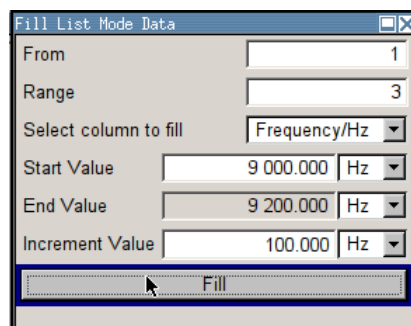 Fill List Mode Data
From 1
Range 3
Select column to fill Frequency/Hz
Start Value 9 000.000 Hz
End Value 9 200.000 Hz
Increment Value 100.000 Hz
Fill